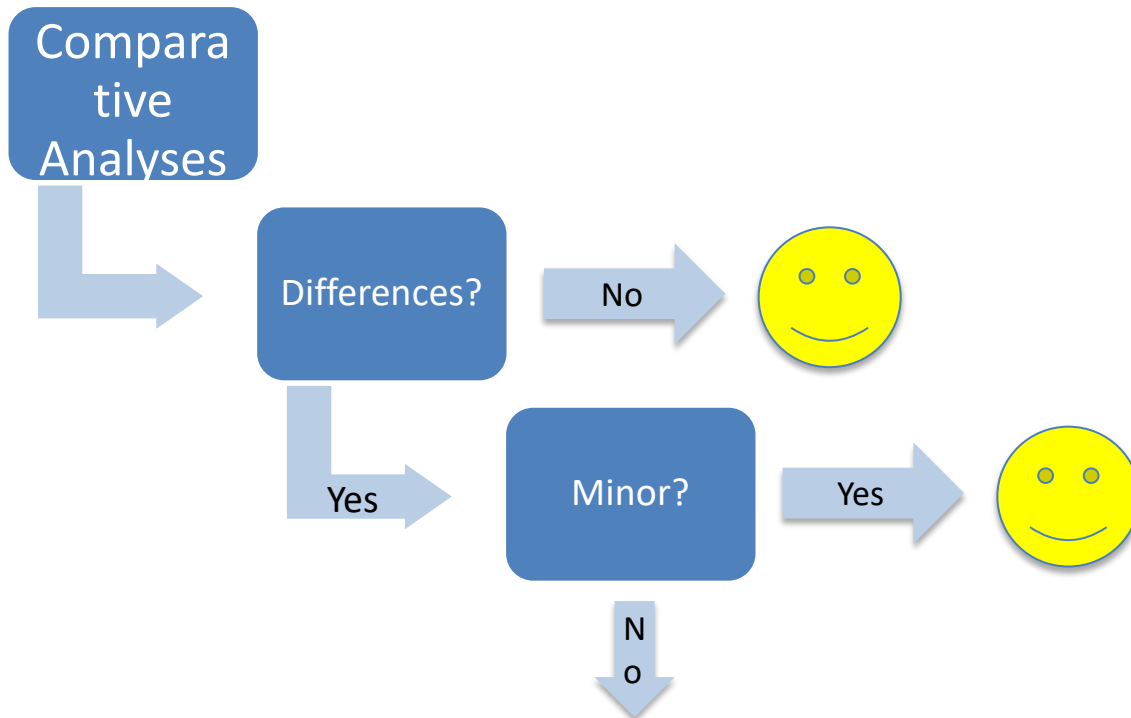 Compara
tive
Analyses
Differences?
No
Yes
Minor?
Yes
N
o